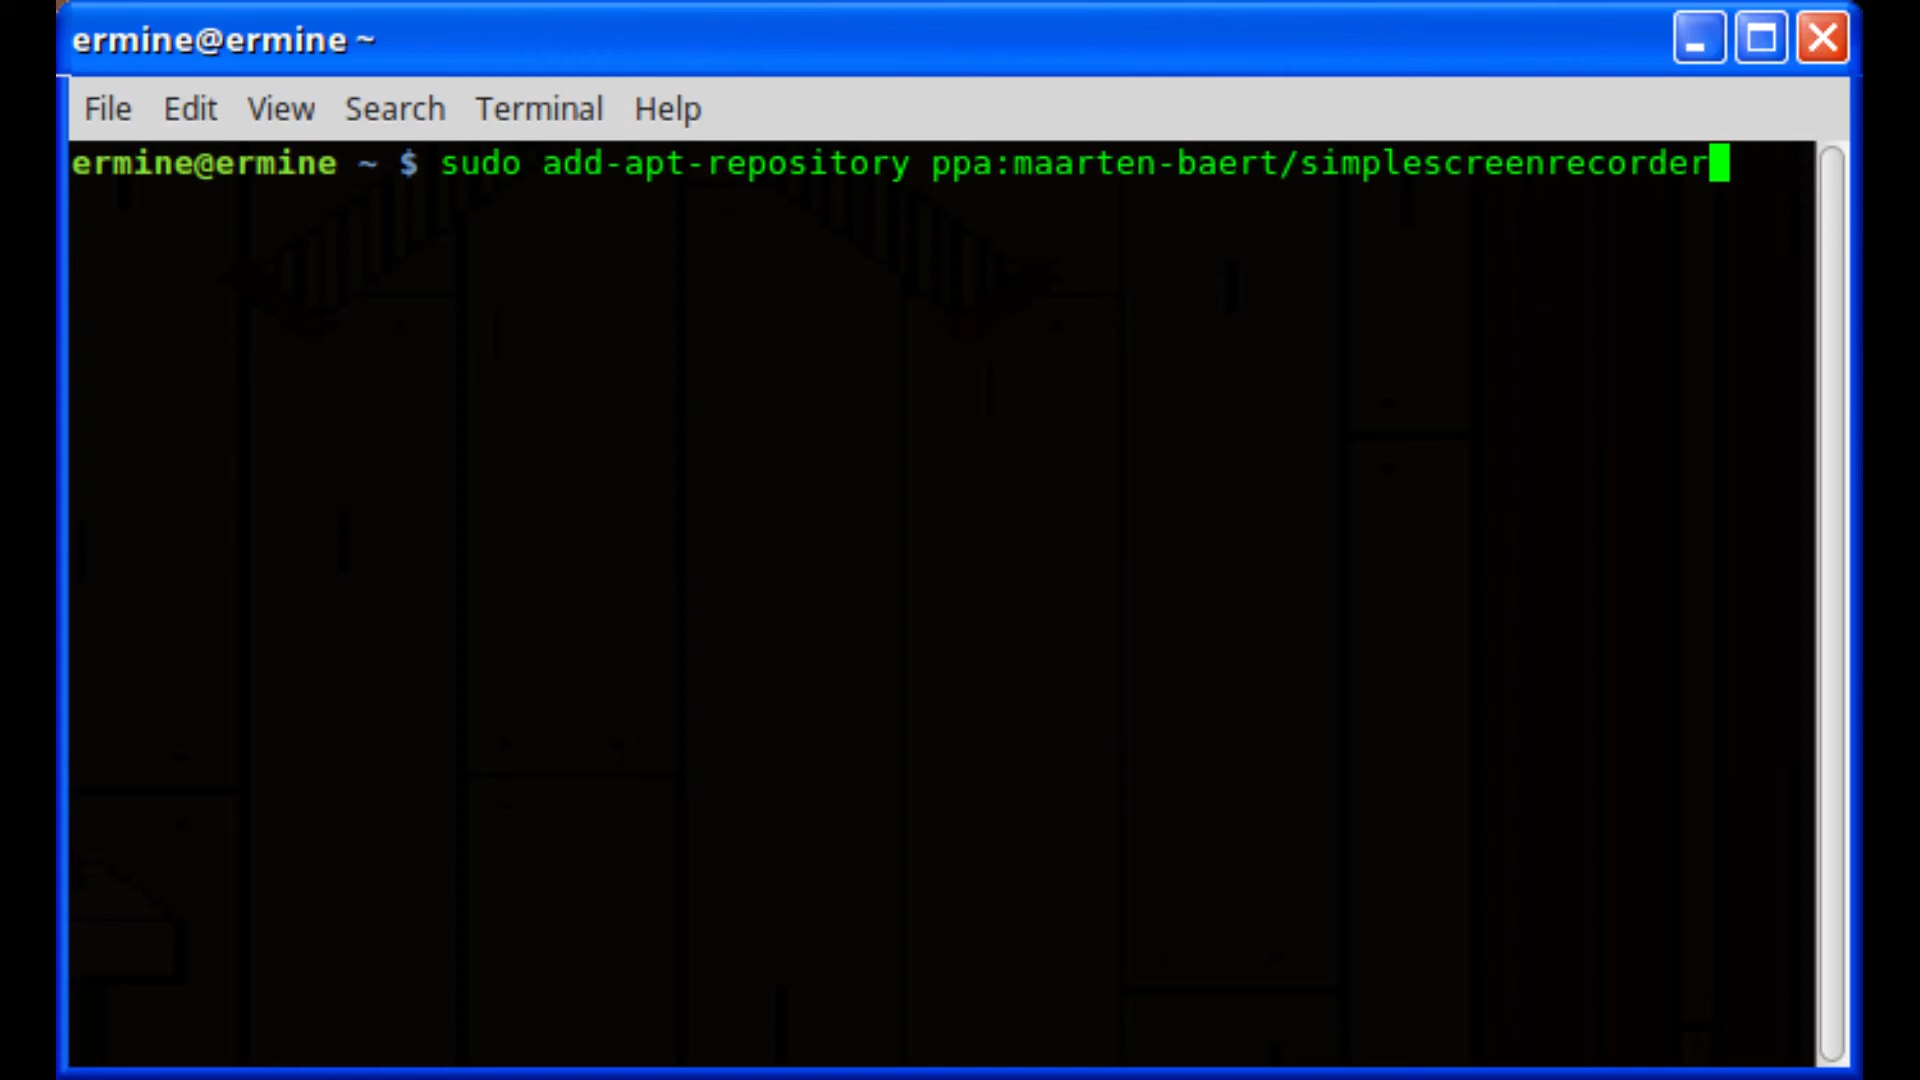 ermine@ermine ~
File Edit View Search Terminal Help
ermine@ermine ~ $ sudo add-apt-repository ppa:maarten-baert/simplescreenrecorder